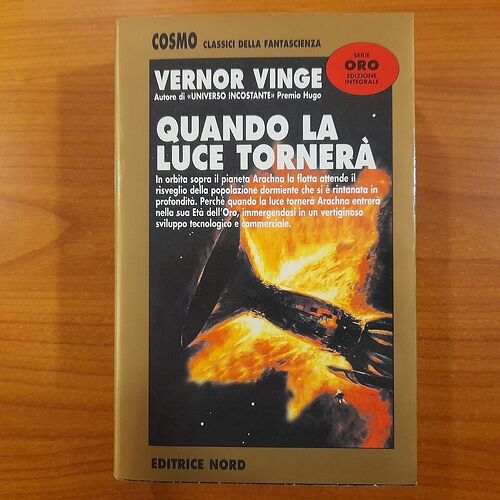 COSMO CLASSICI DELLA FANTASCIENZA
SERIE
ORO
EDIZIONE
INTEGRALE
VERNOR VINGE
Autore di «UNIVERSO INCOSTANTE» Premio Hugo
QUANDO LA
LUCE TORNERÀ
In orbita sopra il pianeta Arachna la flotta attende il
risveglio della popolazione dormiente che si è rintanata in
profondità. Perché quando la luce tornerà Arachna entrerà
nella sua Età dell'Oro, immergendosi in un vertiginoso
sviluppo tecnologico e commerciale.
EDITRICE NORD